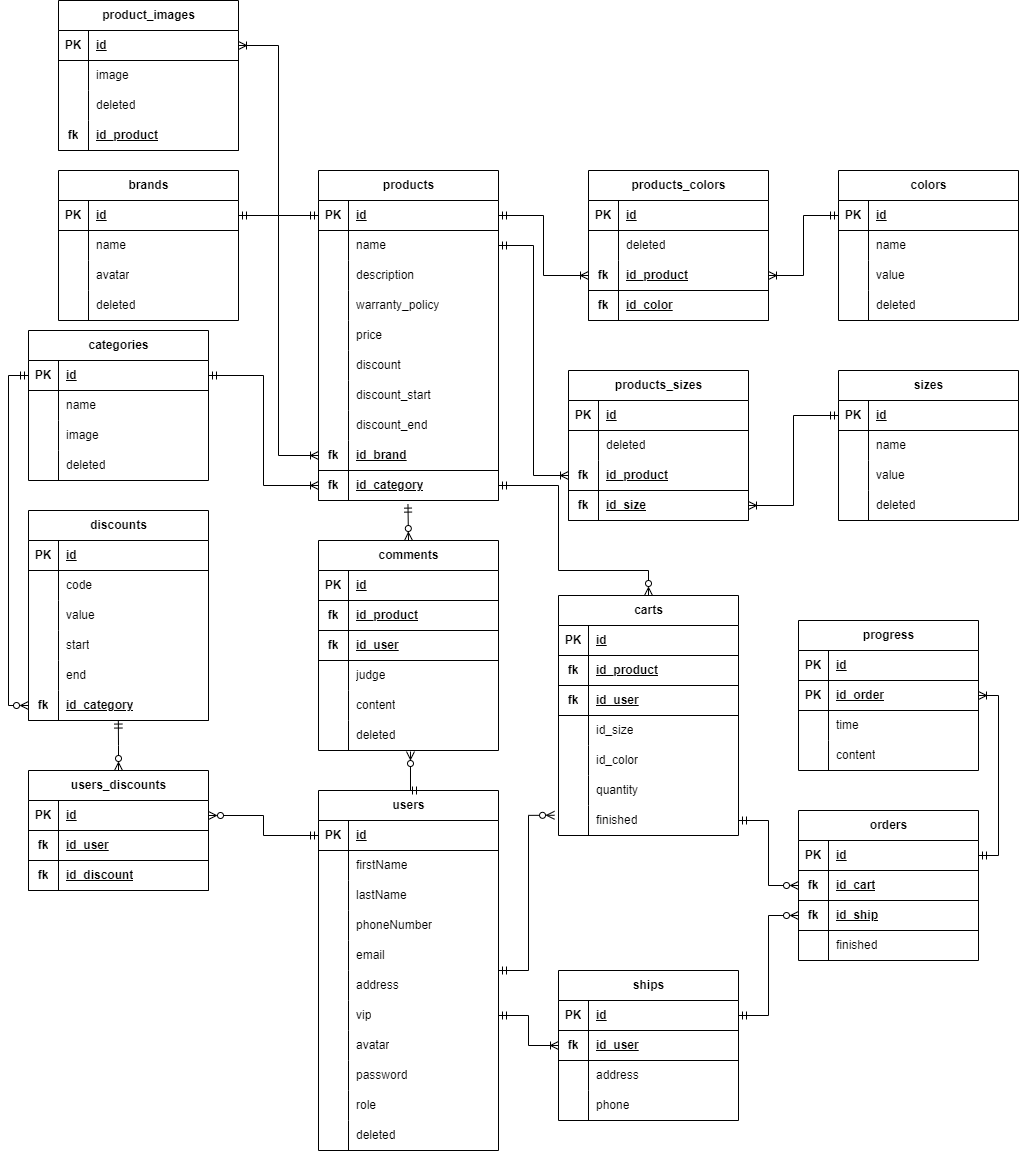 product_images
PK id
image
deleted
fk id_product
brands
PK id
name
avatar
deleted
products
PK id
name
description
warranty_policy
price
discount
discount_start
discount_end
fk id_brand
fk id_category
products_colors
PK id
deleted
fk id_product
fk id_color
colors
PK id
name
value
deleted
categories
PK id
name
image
deleted
products_sizes
PK id
deleted
fk id_product
fk id_size
sizes
PK id
name
value
deleted
discounts
PK id
code
value
start
end
fk id_category
comments
PK id
fk id_product
fk id_user
judge
content
deleted
carts
PK id
fk id_product
fk id_user
id_size
id_color
quantity
finished
progress
PK id
PK id_order
time
content
users_discounts
PK id
fk id_user
fk id_discount
users
PK id
firstName
lastName
phoneNumber
email
address
vip
avatar
password
role
deleted
orders
PK id
fk id_cart
fk id_ship
finished
ships
PK id
fk id_user
address
phone